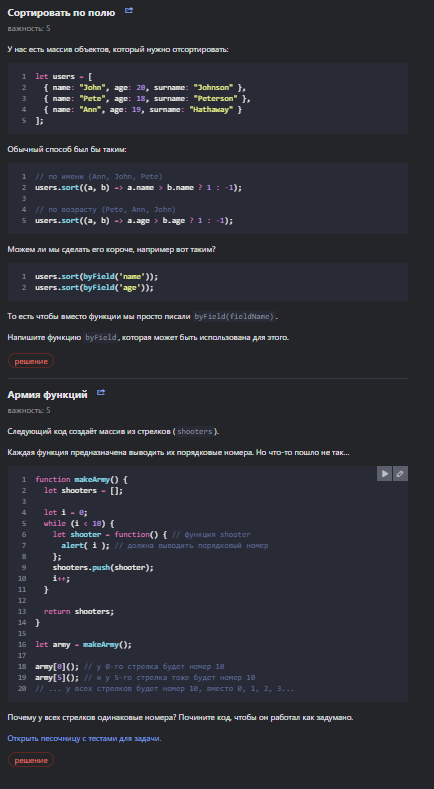 Сортировать по полю
важность: 5
У нас есть массив объектов, который нужно отсортировать:
1 let users = [
2 { name: "John", age: 20, surname: "Johnson" },
3 { name: "Pete", age: 18, surname: "Peterson" },
4 { name: "Ann", age: 19, surname: "Hathaway" }
5 ];
Обычный способ был бы таким:
1 // по имени (Ann, John, Pete)
2 users.sort((a, b) => a.name > b.name ? 1 : -1);
3
4 // по возрасту (Pete, Ann, John)
5 users.sort((a, b) => a.age > b.age ? 1 : -1);
Можем ли мы сделать его короче, например вот таким?
1 users.sort(byField('name'));
2 users.sort(byField('age'));
То есть чтобы вместо функции мы просто писали byField(fieldName).
Напишите функцию byField, которая может быть использована для этого.
решение
Армия функций
важность: 5
Следующий код создаёт массив из стрелков (shooters).
Каждая функция предназначена выводить их порядковые номера. Но что-то пошло не так...
1 function makeArmy() {
2 let shooters = [];
3
4 let i = 0;
5 while (i < 10) {
6 let shooter = function() { // функция shooter
7 alert( i ); // должна выводить порядковый номер
8 };
9 shooters.push(shooter);
10 i++;
11 }
12
13 return shooters;
14 }
15
16 let army = makeArmy();
17
18 army[0](); // у 0-го стрелка будет номер 10
19 army[5](); // и у 5-го стрелка тоже будет номер 10
20 // ... у всех стрелков будет номер 10, вместо 0, 1, 2, 3...
Почему у всех стрелков одинаковые номера? Почините код, чтобы он работал как задумано.
Открыть песочницу с тестами для задачи.
решение